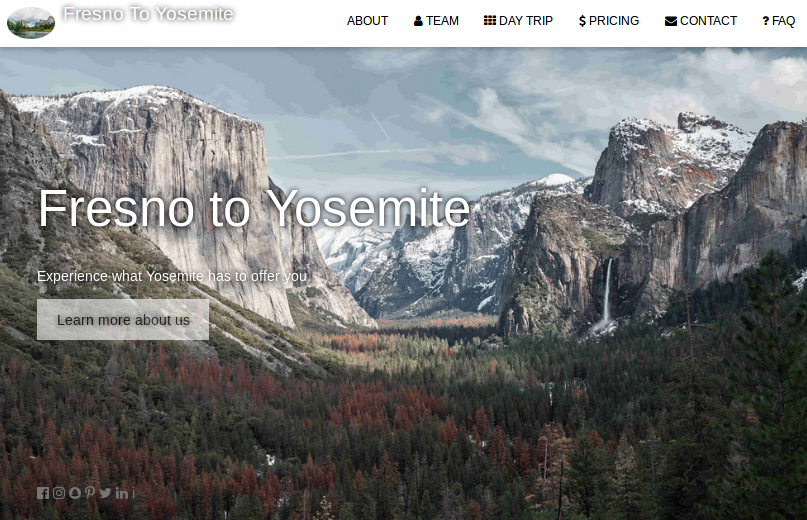 Fresno To Yosemite
ABOUT TEAM DAY TRIP $ PRICING CONTACT ? FAQ
Fresno to Yosemite
Experience what Yosemite has to offer you.
Learn more about us